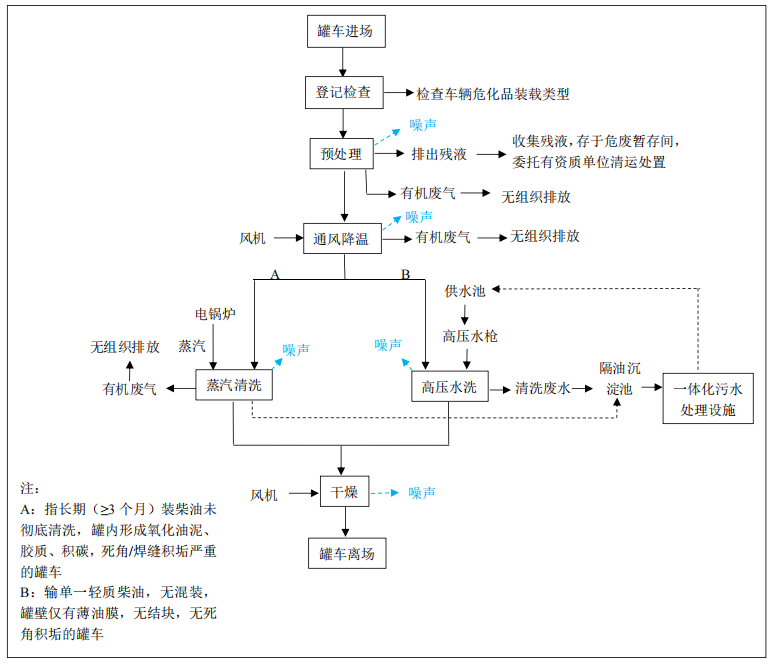 罐车进场
登记检查
检查车辆危化品装载类型
噪声
预处理
排出残液
收集残液，存于危废暂存间，
委托有资质单位清运处置
有机废气
无组织排放
噪声
风机
通风降温
有机废气
无组织排放
A
B
供水池
电锅炉
高压水枪
无组织排放
蒸汽
噪声
噪声
隔油沉
淀池
有机废气
蒸汽清洗
高压水洗
清洗废水
一体化污水
处理设施
风机
干燥
噪声
罐车离场
注：
A：指长期（≥3 个月）装柴油未
彻底清洗，罐内形成氧化油泥、
胶质、积碳，死角/焊缝积垢严重
的罐车
B：输单一轻质柴油，无混装，
罐壁仅有薄油膜，无结块，无死
角积垢的罐车